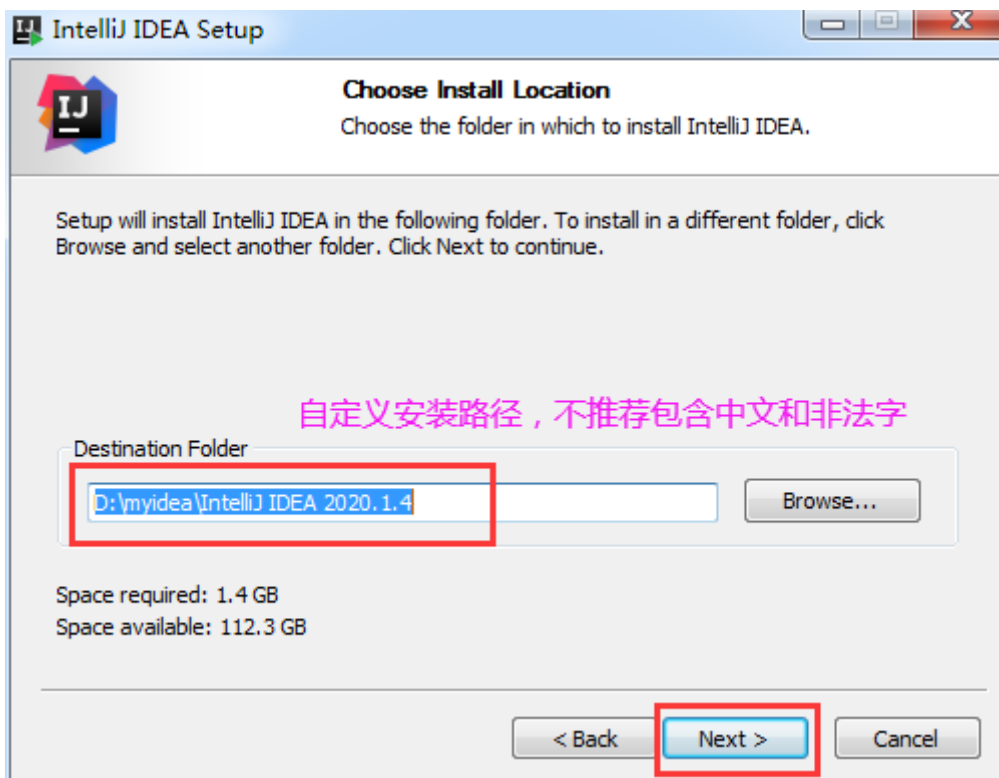 IntelliJ IDEA Setup
IJ
Choose Install Location
Choose the folder in which to install IntelliJ IDEA.
Setup will install IntelliJ IDEA in the following folder. To install in a different folder, click
Browse and select another folder. Click Next to continue.
自定义安装路径，不推荐包含中文和非法字
Destination Folder
D:\myidea\IntelliJ IDEA 2020.1.4
Browse...
Space required: 1.4 GB
Space available: 112.3 GB
< Back
Next >
Cancel